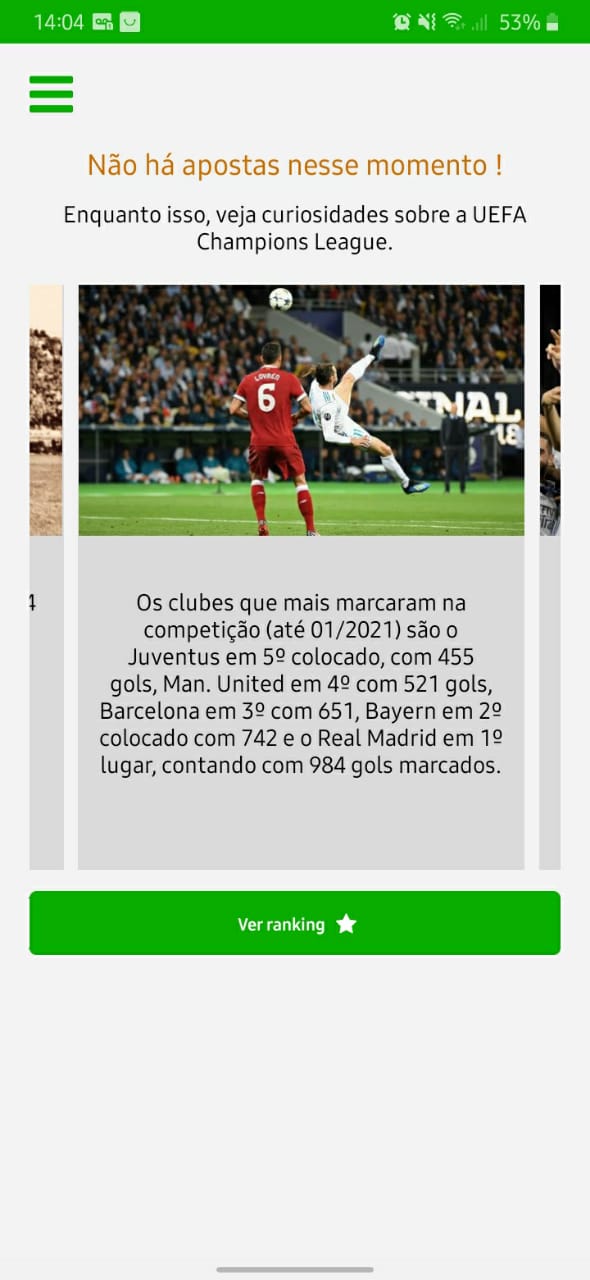 14:04
53%
Não há apostas nesse momento !
Enquanto isso, veja curiosidades sobre a UEFA
Champions League.
LOVREN
6
FINAL
18
4
Os clubes que mais marcaram na
competição (até 01/2021) são o
Juventus em 5º colocado, com 455
gols, Man. United em 4º com 521 gols,
Barcelona em 3º com 651, Bayern em 2º
colocado com 742 e o Real Madrid em 1º
lugar, contando com 984 gols marcados.
Ver ranking